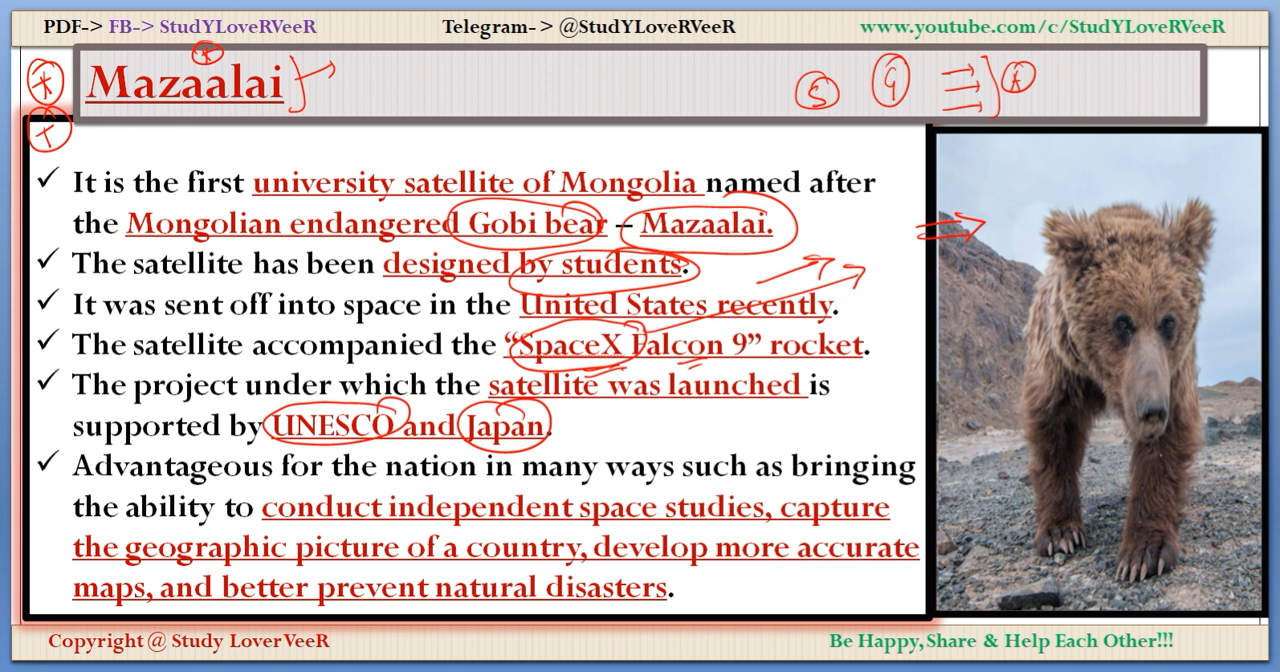 PDF-> FB-> StudYLoveRVeeR Telegram- > @StudYLoveRVeeR www.youtube.com/c/StudYLoveRVeeR
Mazaalai
S G
✓ It is the first university satellite of Mongolia named after
the Mongolian endangered Gobi bear – Mazaalai.
✓ The satellite has been designed by students.
✓ It was sent off into space in the United States recently.
✓ The satellite accompanied the “SpaceX Falcon 9” rocket.
✓ The project under which the satellite was launched is
supported by UNESCO and Japan.
✓ Advantageous for the nation in many ways such as bringing
the ability to conduct independent space studies, capture
the geographic picture of a country, develop more accurate
maps, and better prevent natural disasters.
Copyright @ Study LoverVeeR Be Happy,Share & Help Each Other!!!